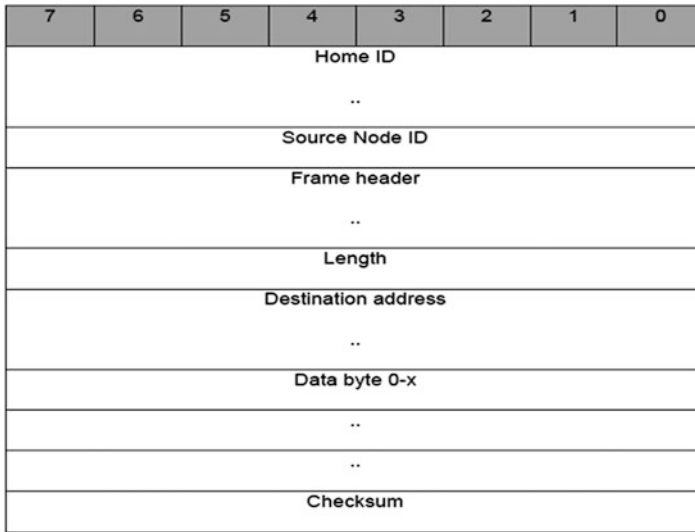 7 6 5 4 3 2 1 0
Home ID
..
Source Node ID
Frame header
..
Length
Destination address
..
Data byte 0-x
..
..
Checksum